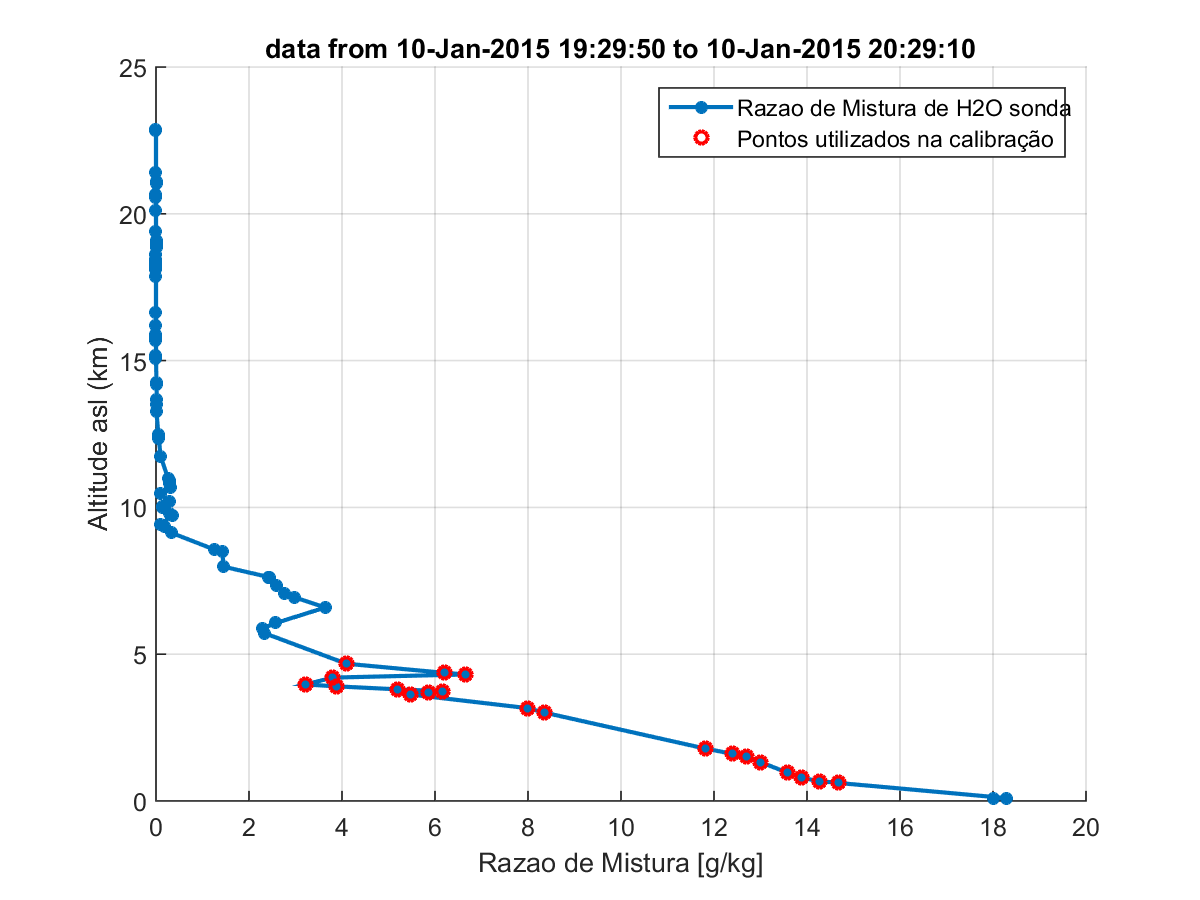 data from 10-Jan-2015 19:29:50 to 10-Jan-2015 20:29:10
Razao de Mistura de H2O sonda
Pontos utilizados na calibração
25
20
15
10
5
0
Altitude asl (km)
0 2 4 6 8 10 12 14 16 18 20
Razao de Mistura [g/kg]